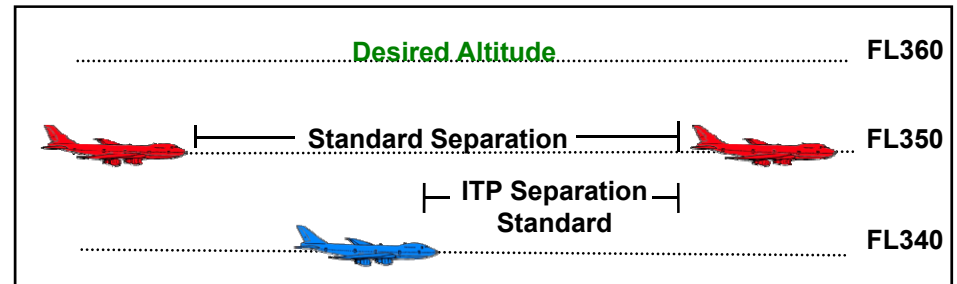 Desired Altitude FL360
Standard Separation FL350
ITP Separation
Standard
FL340